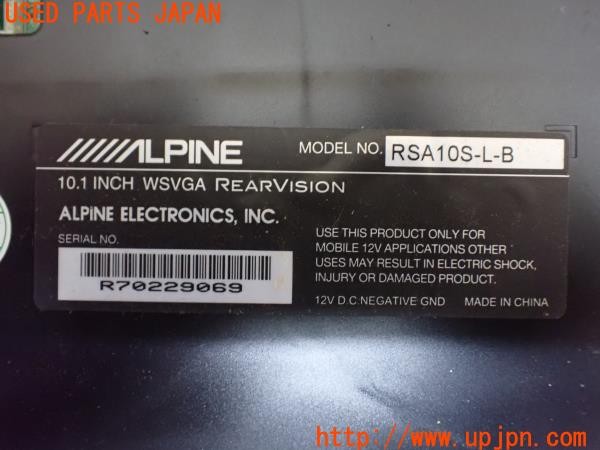 USED PARTS JAPAN
ALPINE
MODEL NO. RSA10S-L-B
10.1 INCH WSVGA REARVISION
ALPINE ELECTRONICS, INC.
SERIAL NO.
R70229069
USE THIS PRODUCT ONLY FOR
MOBILE 12V APPLICATIONS OTHER
USES MAY RESULT IN ELECTRIC SHOCK,
INJURY OR DAMAGED PRODUCT.
12V D.C.NEGATIVE GND MADE IN CHINA
http://www.upjpn.com/